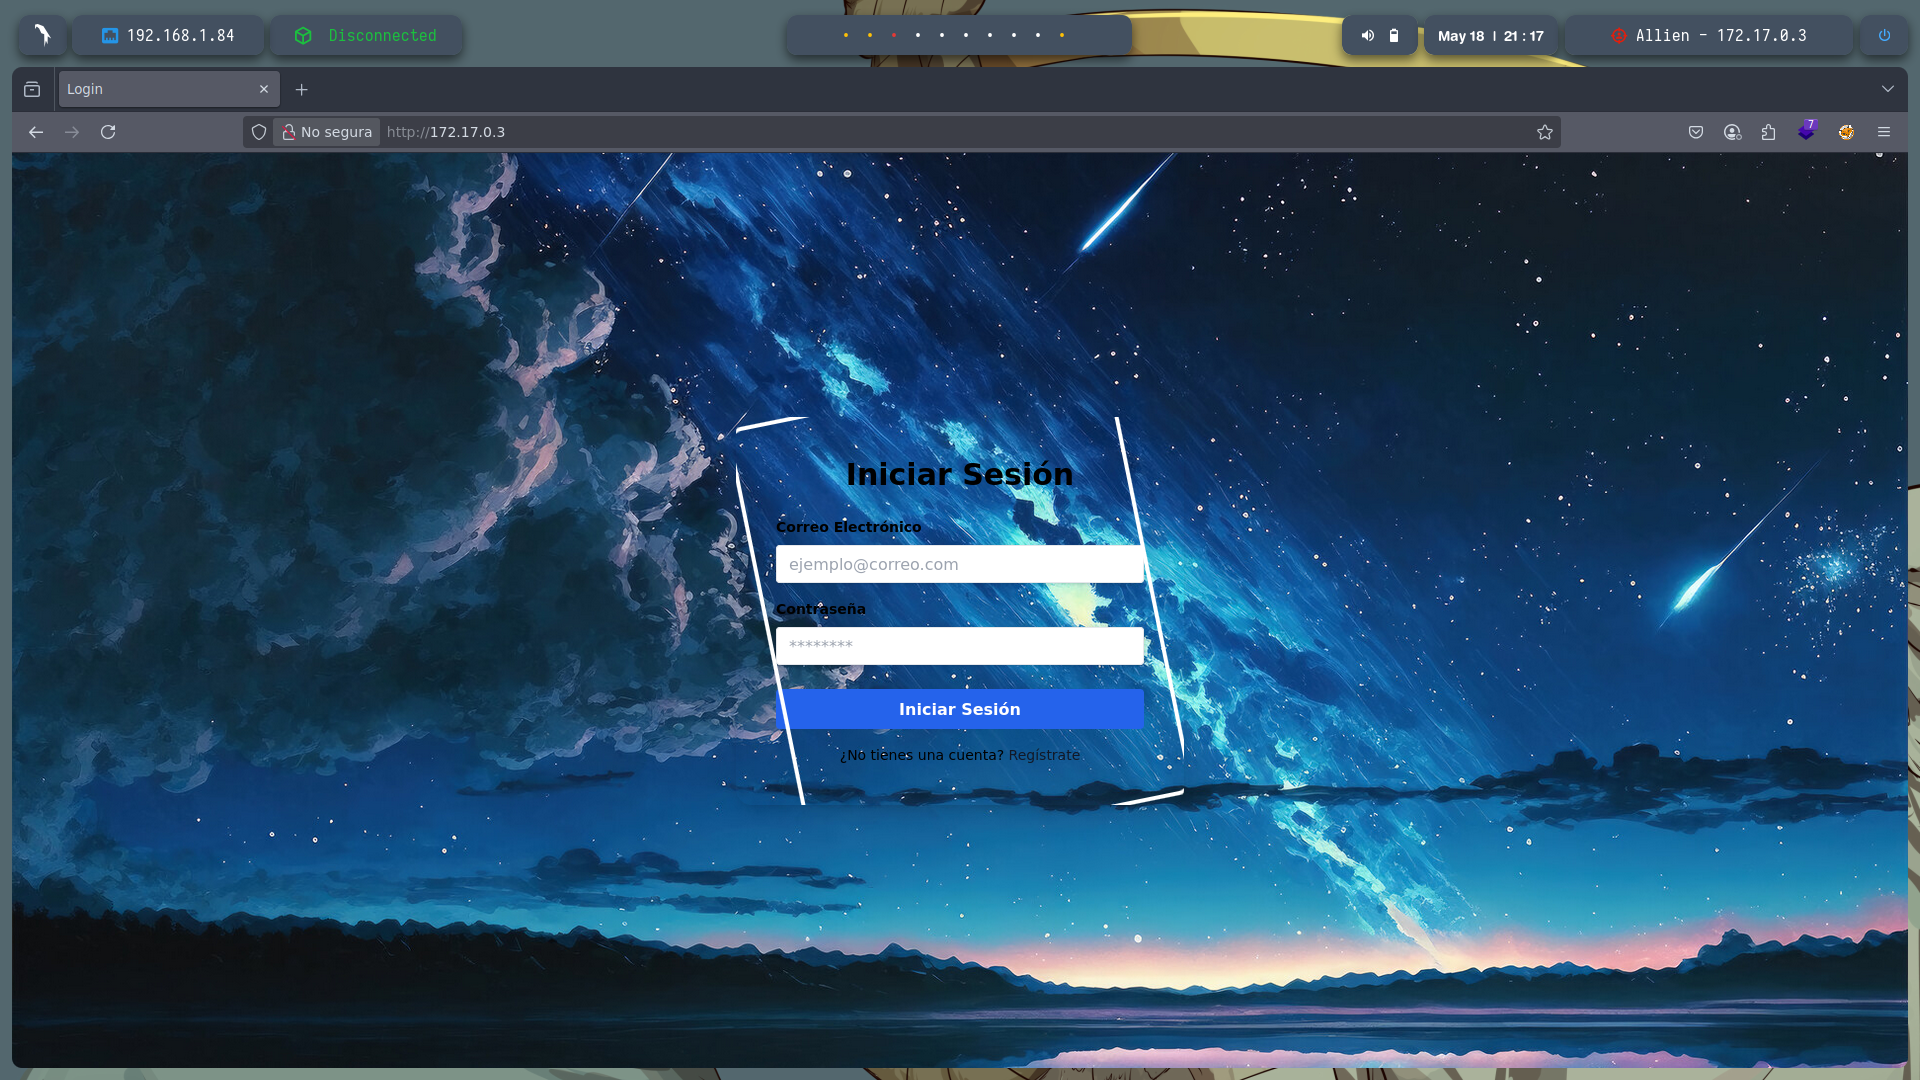 192.168.1.84
Disconnected
May 18 | 21 : 17
Allien - 172.17.0.3
Login
No segura
http://172.17.0.3
7
Iniciar Sesión
Correo Electrónico
ejemplo@correo.com
Contraseña
********
Iniciar Sesión
¿No tienes una cuenta? Regístrate